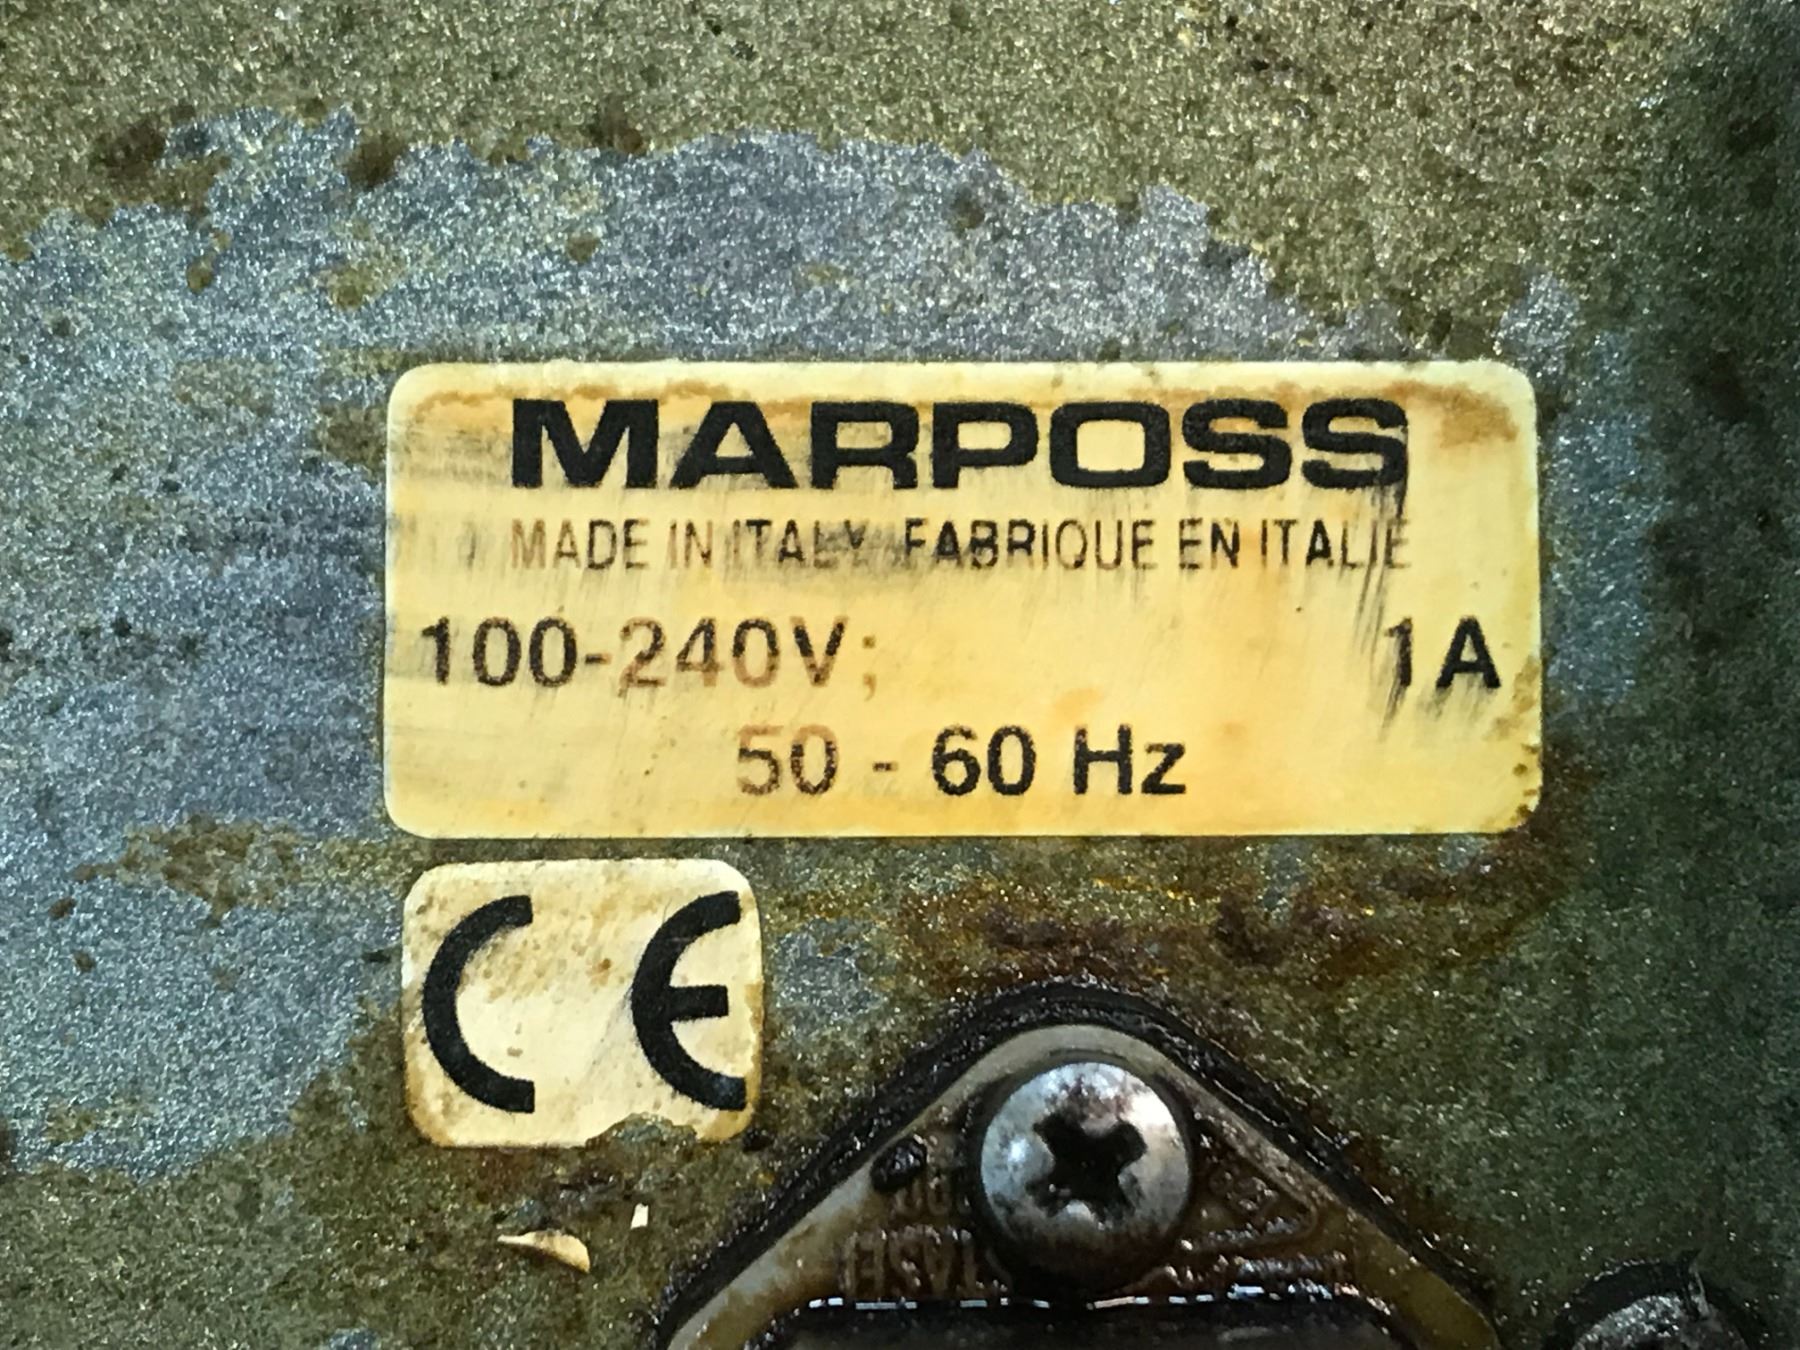 MARPOSS
MADE IN ITALY FABRIQUE EN ITALIE
100-240V; 1A
50 - 60 Hz
CE